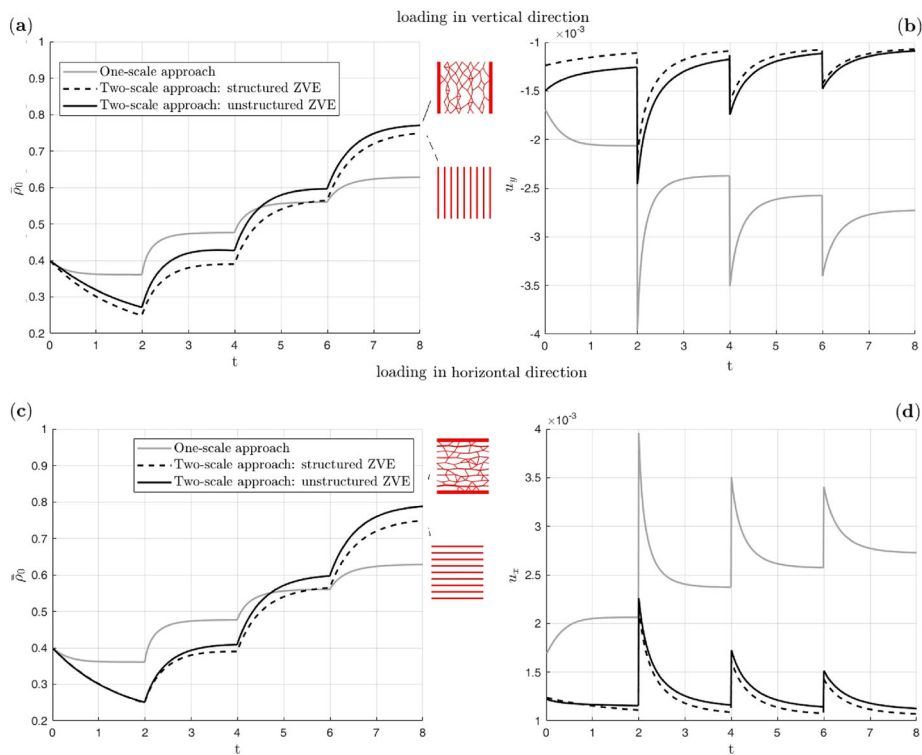 loading in vertical direction
(a)
1
0.9
0.8
0.7
0.6
0.5
0.4
0.3
0.2
ρ̄₀
One-scale approach
Two-scale approach: structured ZVE
Two-scale approach: unstructured ZVE
0 1 2 3 4 5 6 7 8
t
(b)
×10⁻³
-1
-1.5
-2
-2.5
-3
-3.5
-4
u_y
0 1 2 3 4 5 6 7 8
t
loading in horizontal direction
(c)
1
0.9
0.8
0.7
0.6
0.5
0.4
0.3
0.2
ρ̄₀
One-scale approach
Two-scale approach: structured ZVE
Two-scale approach: unstructured ZVE
0 1 2 3 4 5 6 7 8
t
(d)
×10⁻³
4
3.5
3
2.5
2
1.5
1
u_x
0 1 2 3 4 5 6 7 8
t